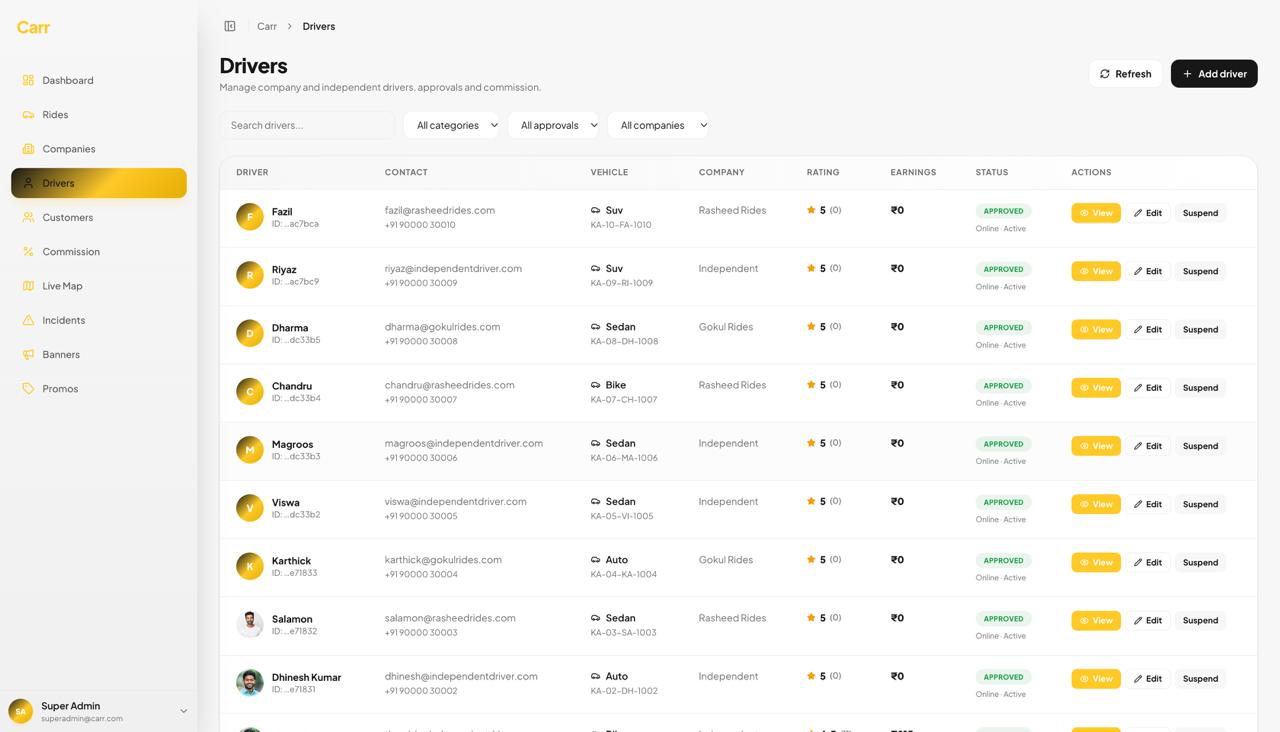 Carr
Dashboard
Rides
Companies
Drivers
Customers
Commission
Live Map
Incidents
Banners
Promos
SA
Super Admin
superadmin@carr.com
Carr > Drivers
Drivers
Manage company and independent drivers, approvals and commission.
Refresh
+ Add driver
Search drivers...
All categories
All approvals
All companies
DRIVER CONTACT VEHICLE COMPANY RATING EARNINGS STATUS ACTIONS
F Fazil fazil@rasheedrides.com Suv Rasheed Rides 5 (0) ₹0 APPROVED View Edit Suspend
ID: …ac7bca +91 90000 30010 KA-10-FA-1010 Online · Active
R Riyaz riyaz@independentdriver.com Suv Independent 5 (0) ₹0 APPROVED View Edit Suspend
ID: …ac7bc9 +91 90000 30009 KA-09-RI-1009 Online · Active
D Dharma dharma@gokulrides.com Sedan Gokul Rides 5 (0) ₹0 APPROVED View Edit Suspend
ID: …dc33b5 +91 90000 30008 KA-08-DH-1008 Online · Active
C Chandru chandru@rasheedrides.com Bike Rasheed Rides 5 (0) ₹0 APPROVED View Edit Suspend
ID: …dc33b4 +91 90000 30007 KA-07-CH-1007 Online · Active
M Magroos magroos@independentdriver.com Sedan Independent 5 (0) ₹0 APPROVED View Edit Suspend
ID: …dc33b3 +91 90000 30006 KA-06-MA-1006 Online · Active
V Viswa viswa@independentdriver.com Sedan Independent 5 (0) ₹0 APPROVED View Edit Suspend
ID: …dc33b2 +91 90000 30005 KA-05-VI-1005 Online · Active
K Karthick karthick@gokulrides.com Auto Gokul Rides 5 (0) ₹0 APPROVED View Edit Suspend
ID: …e71833 +91 90000 30004 KA-04-KA-1004 Online · Active
Salamon salamon@rasheedrides.com Sedan Rasheed Rides 5 (0) ₹0 APPROVED View Edit Suspend
ID: …e71832 +91 90000 30003 KA-03-SA-1003 Online · Active
Dhinesh Kumar dhinesh@independentdriver.com Auto Independent 5 (0) ₹0 APPROVED View Edit Suspend
ID: …e71831 +91 90000 30002 KA-02-DH-1002 Online · Active